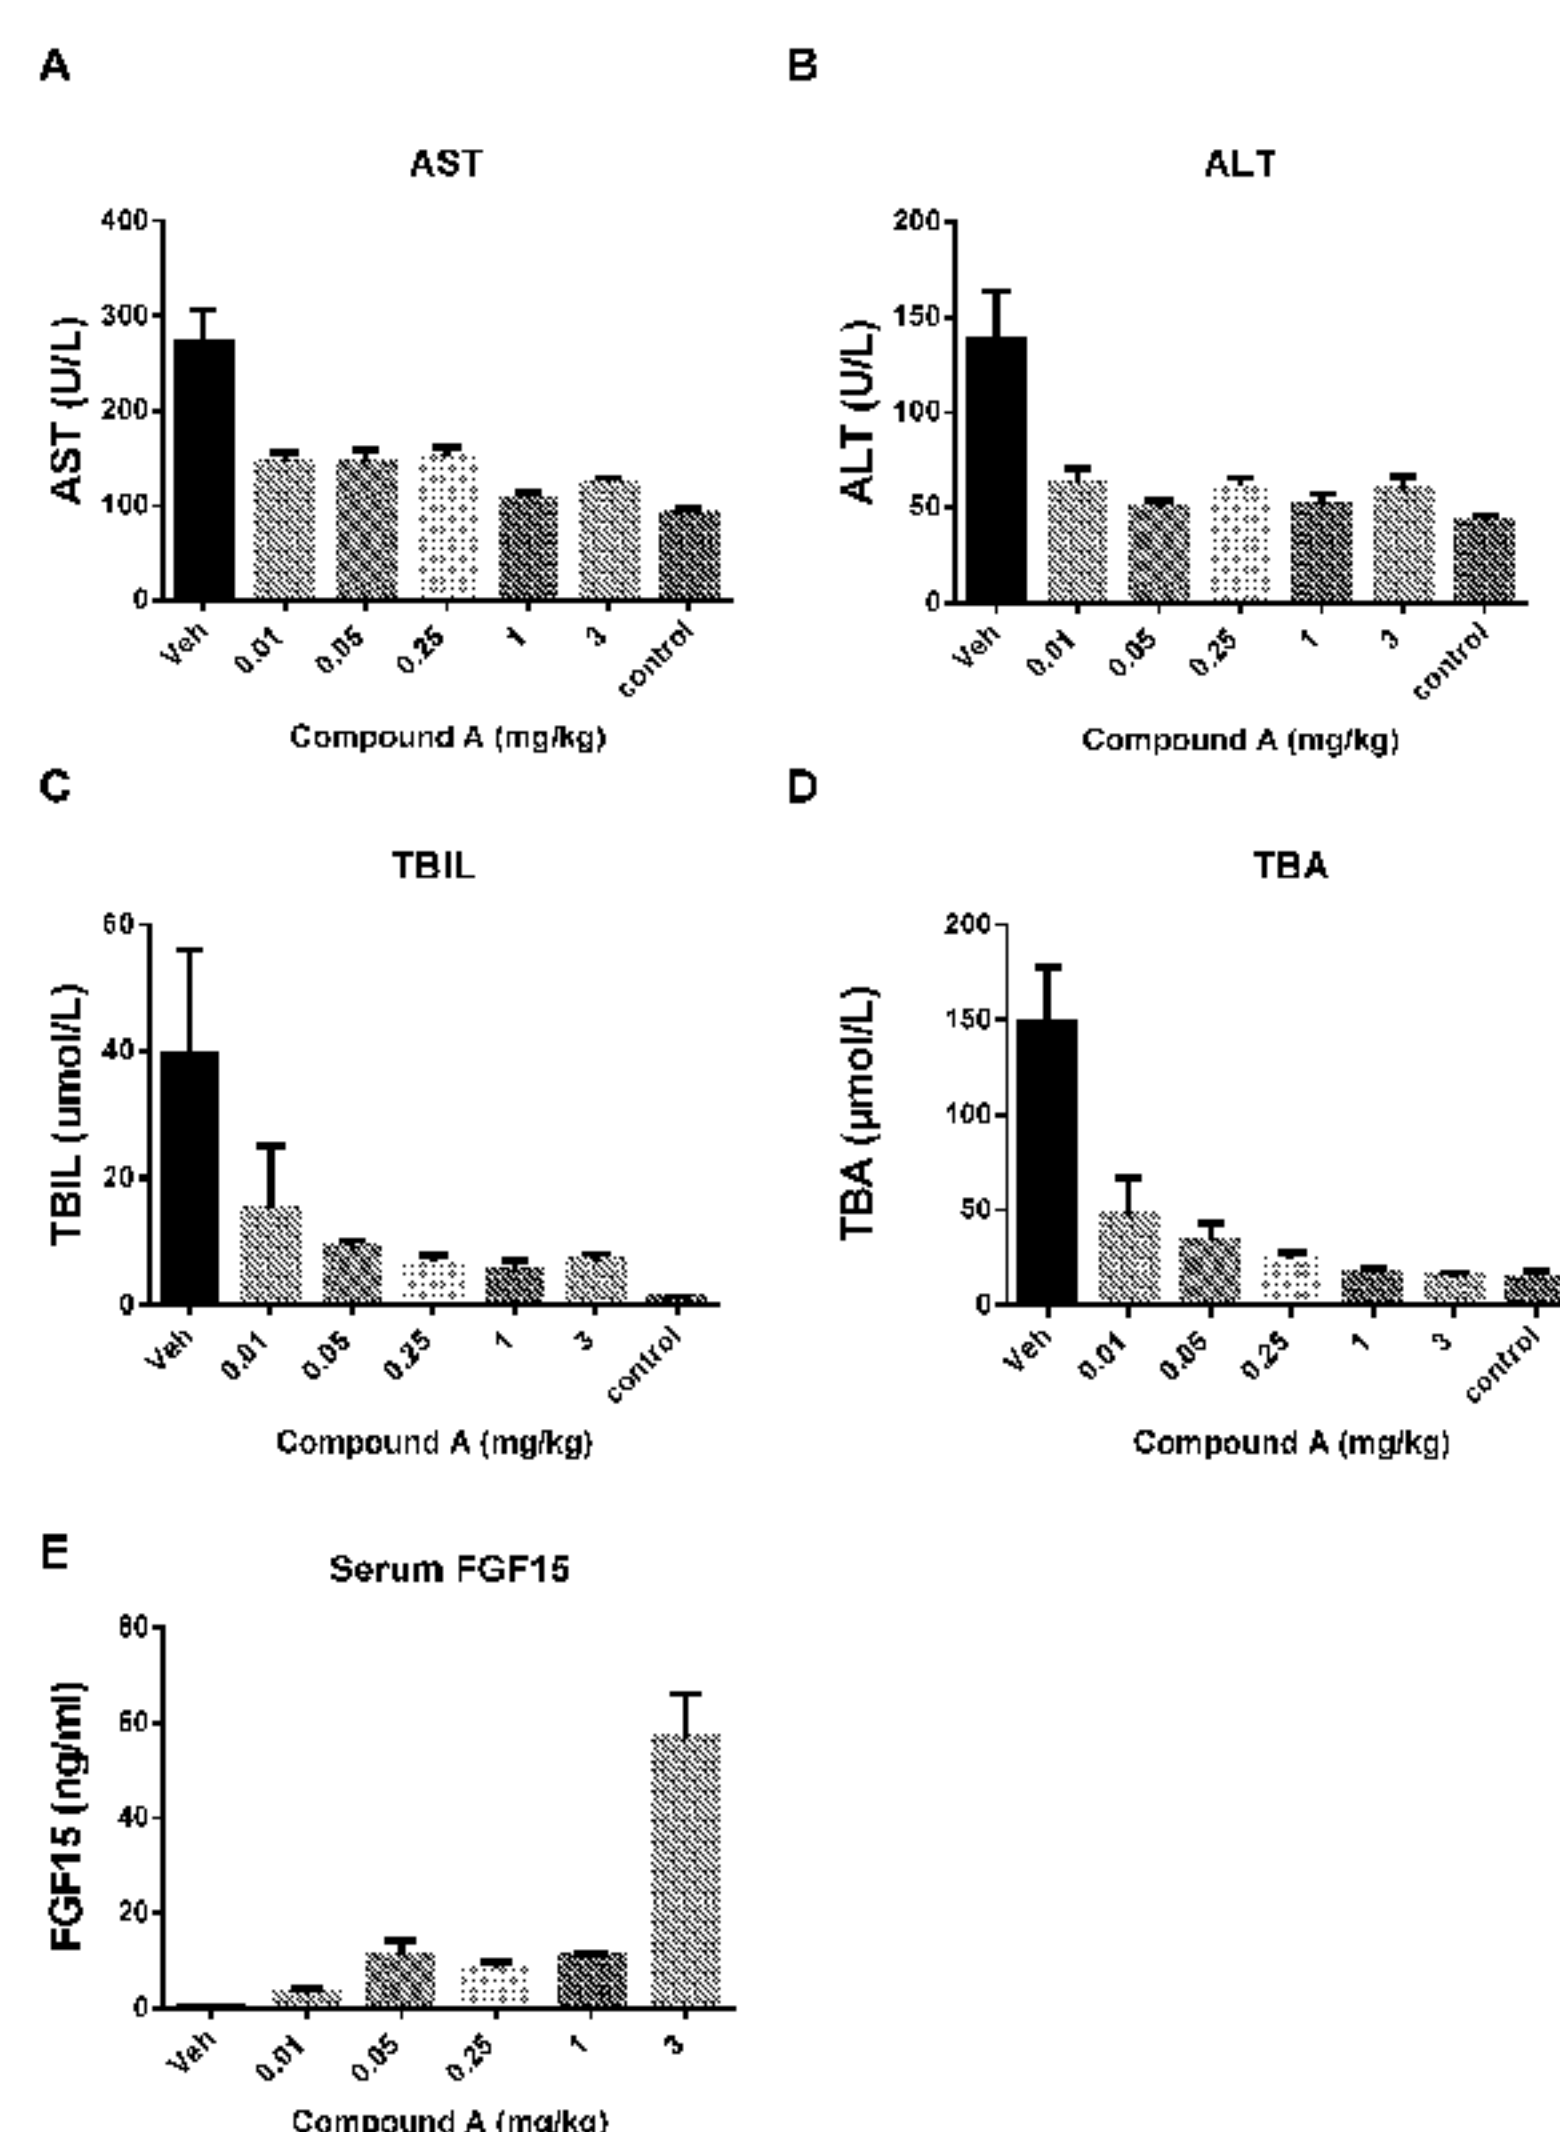 A
AST
AST (U/L)
400
300
200
100
0
Veh 0.01 0.05 0.25 1 3 control
Compound A (mg/kg)
B
ALT
ALT (U/L)
200
150
100
50
0
Veh 0.01 0.05 0.25 1 3 control
Compound A (mg/kg)
C
TBIL
TBIL (umol/L)
60
40
20
0
Veh 0.01 0.05 0.25 1 3 control
Compound A (mg/kg)
D
TBA
TBA (µmol/L)
200
150
100
50
0
Veh 0.01 0.05 0.25 1 3 control
Compound A (mg/kg)
E
Serum FGF15
FGF15 (ng/ml)
80
60
40
20
0
Veh 0.01 0.05 0.25 1 3
Compound A (mg/kg)